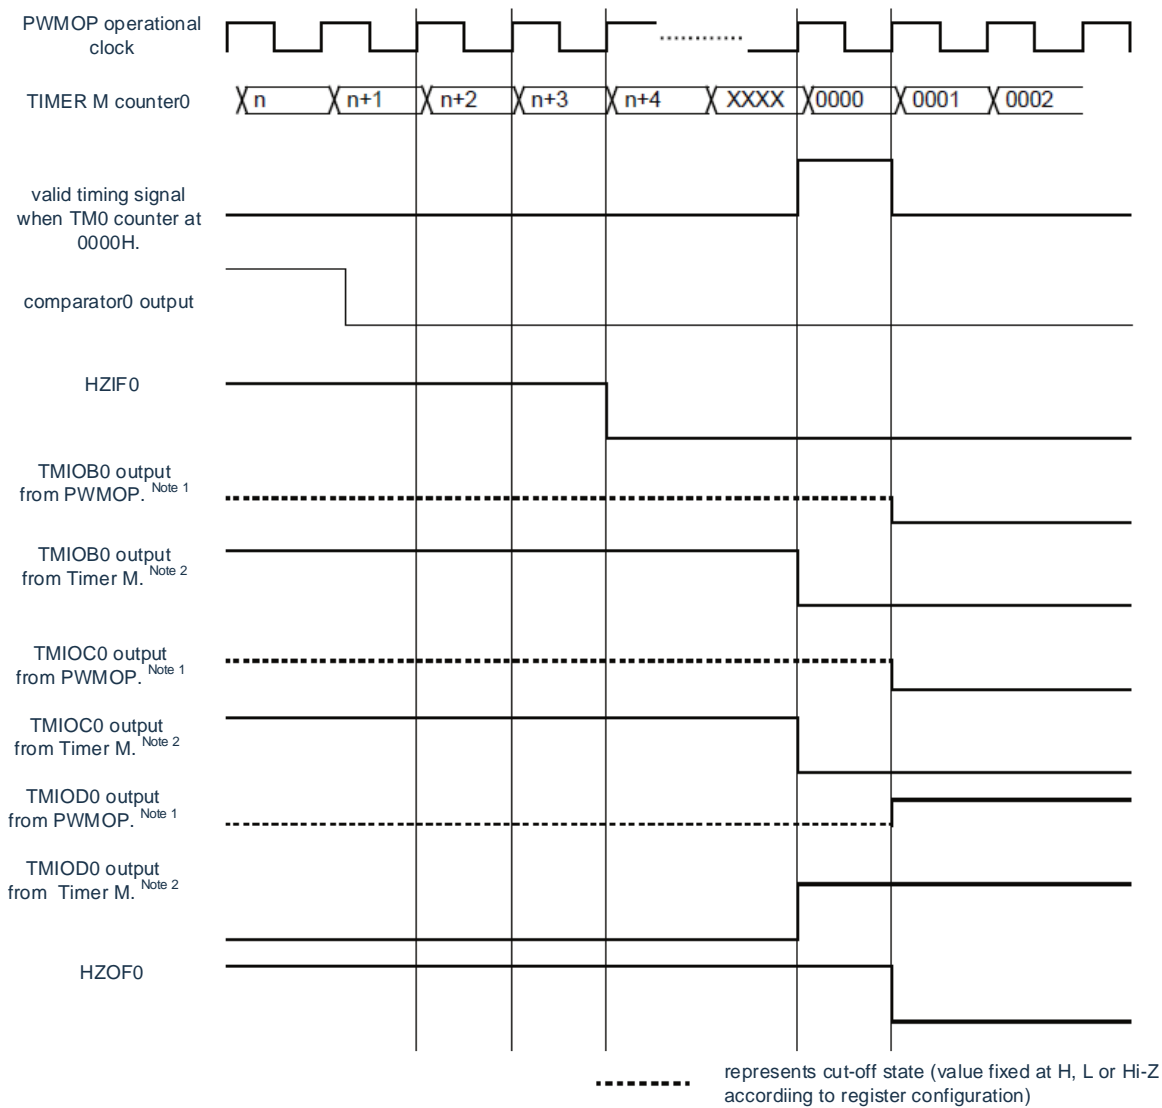 PWMOP operational
clock
TIMER M counter0
n
n+1
n+2
n+3
n+4
XXXX
0000
0001
0002
valid timing signal
when TM0 counter at
0000H.
comparator0 output
HZIF0
TMIOB0 output
from PWMOP. Note 1
TMIOB0 output
from Timer M. Note 2
TMIOC0 output
from PWMOP. Note 1
TMIOC0 output
from Timer M. Note 2
TMIOD0 output
from PWMOP. Note 1
TMIOD0 output
from Timer M. Note 2
HZOF0
represents cut-off state (value fixed at H, L or Hi-Z
accordiing to register configuration)